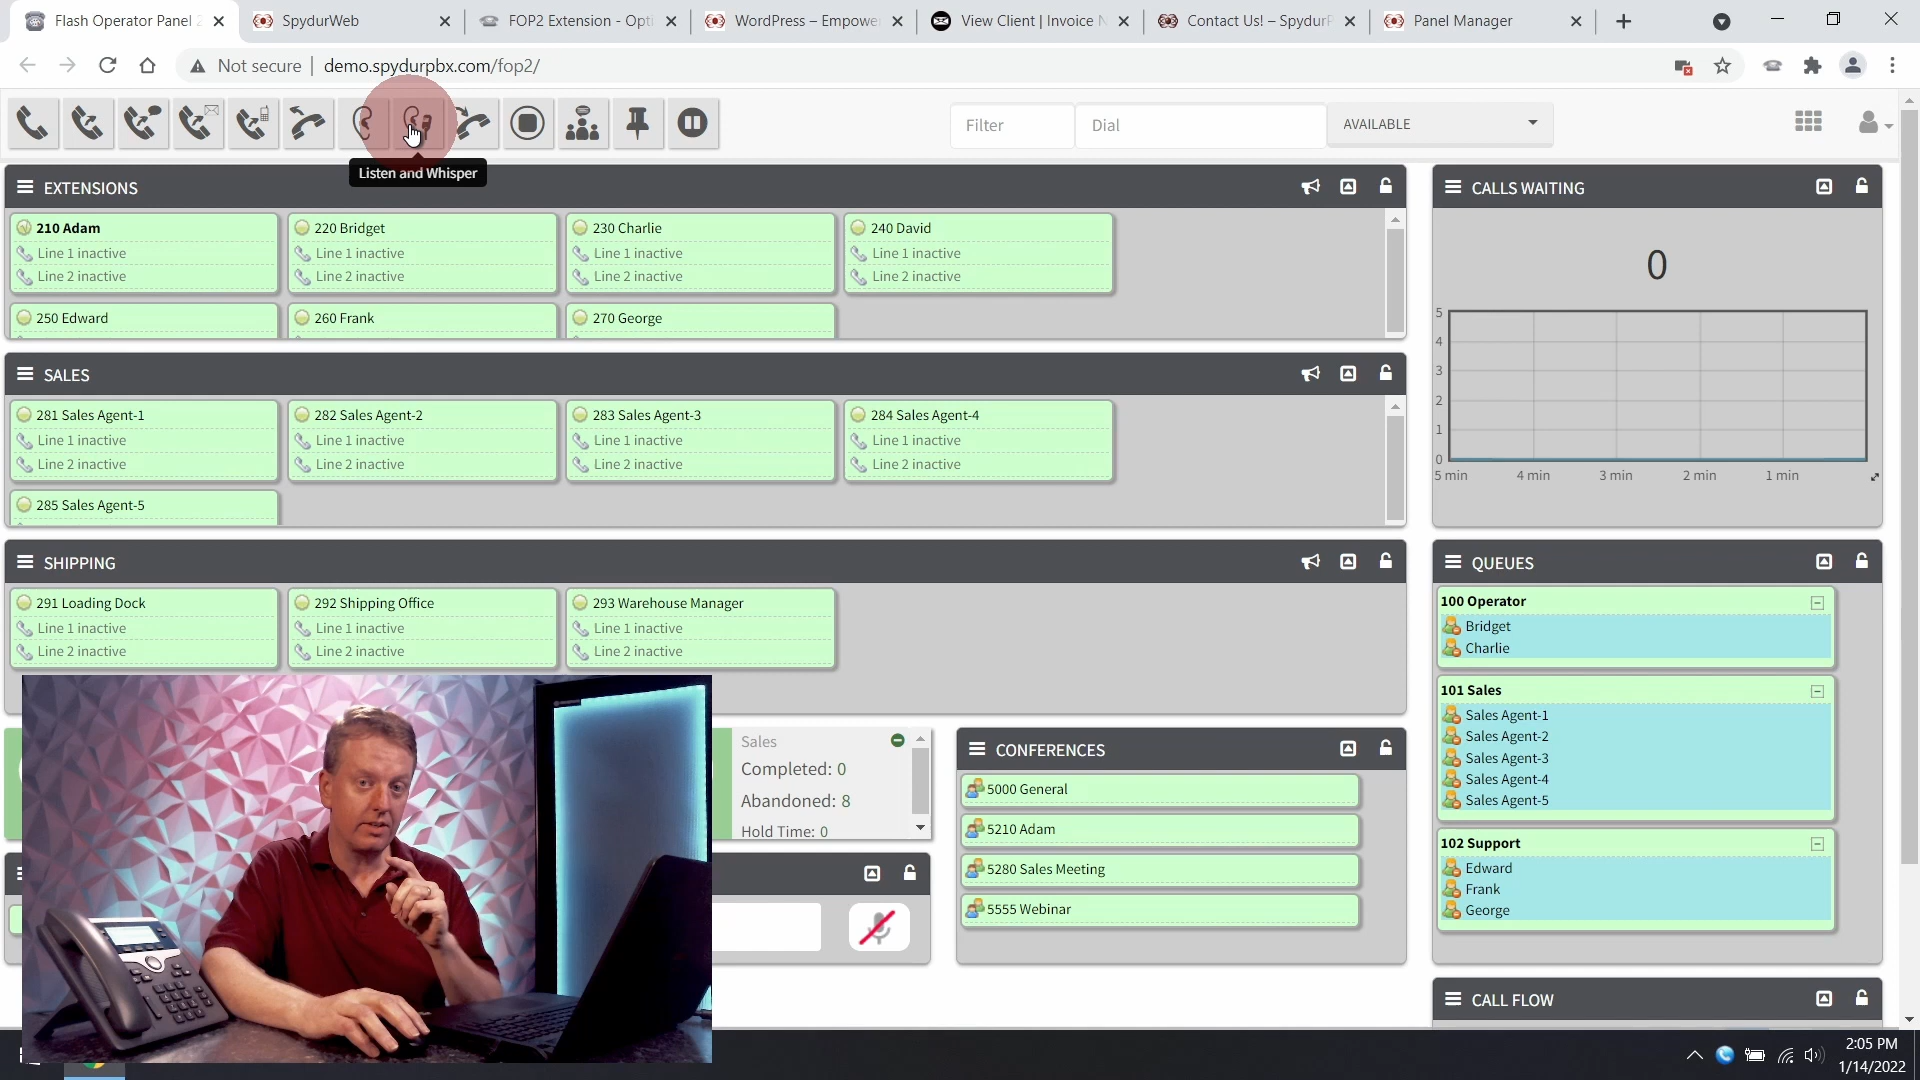 Flash Operator Panel 2
SpydurWeb
FOP2 Extension - Opti
WordPress – Empower
View Client | Invoice N
Contact Us! – SpydurP
Panel Manager
Not secure
demo.spydurpbx.com/fop2/
Filter
Dial
AVAILABLE
Listen and Whisper
EXTENSIONS
210 Adam
Line 1 inactive
Line 2 inactive
220 Bridget
Line 1 inactive
Line 2 inactive
230 Charlie
Line 1 inactive
Line 2 inactive
240 David
Line 1 inactive
Line 2 inactive
250 Edward
260 Frank
270 George
SALES
281 Sales Agent-1
Line 1 inactive
Line 2 inactive
282 Sales Agent-2
Line 1 inactive
Line 2 inactive
283 Sales Agent-3
Line 1 inactive
Line 2 inactive
284 Sales Agent-4
Line 1 inactive
Line 2 inactive
285 Sales Agent-5
SHIPPING
291 Loading Dock
Line 1 inactive
Line 2 inactive
292 Shipping Office
Line 1 inactive
Line 2 inactive
293 Warehouse Manager
Line 1 inactive
Line 2 inactive
Sales
Completed: 0
Abandoned: 8
Hold Time: 0
CONFERENCES
5000 General
5210 Adam
5280 Sales Meeting
5555 Webinar
CALLS WAITING
0
5
4
3
2
1
0
5 min
4 min
3 min
2 min
1 min
QUEUES
100 Operator
Bridget
Charlie
101 Sales
Sales Agent-1
Sales Agent-2
Sales Agent-3
Sales Agent-4
Sales Agent-5
102 Support
Edward
Frank
George
CALL FLOW
2:05 PM
1/14/2022